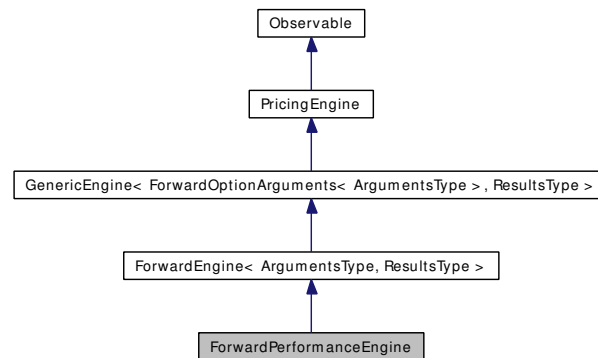 Observable
PricingEngine
GenericEngine< ForwardOptionArguments< ArgumentsType >, ResultsType >
ForwardEngine< ArgumentsType, ResultsType >
ForwardPerformanceEngine